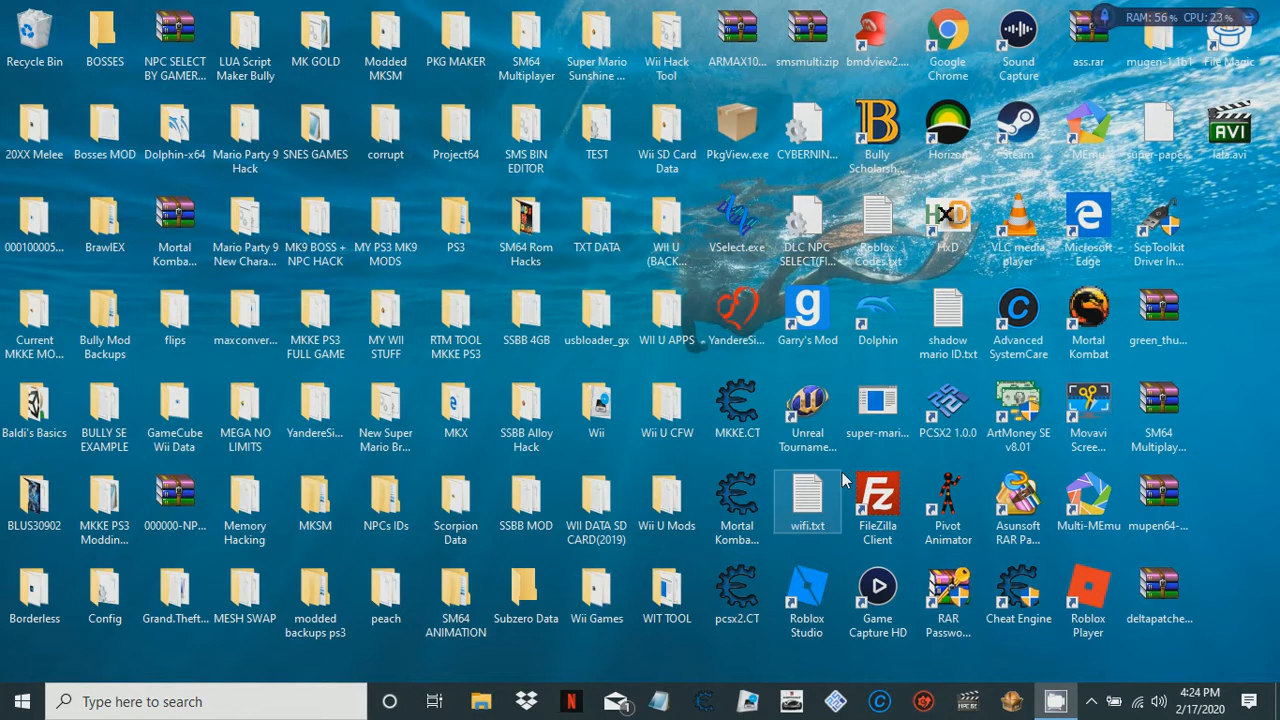 RAM: 56% CPU: 23%
Recycle Bin
BOSSES
NPC SELECT
BY GAMER...
LUA Script
Maker Bully
MK GOLD
Modded
MKSM
PKG MAKER
SM64
Multiplayer
Super Mario
Sunshine ...
Wii Hack
Tool
ARMAX10...
smsmulti.zip
bmdview2....
Google
Chrome
Sound
Capture
ass.rar
mugen-1.1b1
File Magic
20XX Melee
Bosses MOD
Dolphin-x64
Mario Party 9
Hack
SNES GAMES
corrupt
Project64
SMS BIN
EDITOR
TEST
Wii SD Card
Data
PkgView.exe
CYBERNIN...
B
Bully
Scholarsh...
Horizon
Steam
MEmu
super-pape...
AVI
lala.avi
000100005...
BrawlEX
Mortal
Komba...
Mario Party 9
New Chara...
MK9 BOSS +
NPC HACK
MY PS3 MK9
MODS
PS3
SM64 Rom
Hacks
TXT DATA
WII U
(BACK...
VSelect.exe
DLC NPC
SELECT(FI...
Roblox
Codes.txt
HxD
HxD
VLC media
player
Microsoft
Edge
ScpToolkit
Driver In...
Current
MKKE MO...
Bully Mod
Backups
flips
maxconver...
MKKE PS3
FULL GAME
MY WII
STUFF
RTM TOOL
MKKE PS3
SSBB 4GB
usbloader_gx
WII U APPS
YandereSi...
g
Garry's Mod
Dolphin
shadow
mario ID.txt
Advanced
SystemCare
Mortal
Kombat
green_thu...
Baldi's Basics
BULLY SE
EXAMPLE
GameCube
Wii Data
MEGA NO
LIMITS
YandereSi...
New Super
Mario Br...
MKX
SSBB Alloy
Hack
Wii
Wii U CFW
MKKE.CT
Unreal
Tourname...
super-mari...
PCSX2 1.0.0
ArtMoney SE
v8.01
Movavi
Scree...
SM64
Multiplay...
BLUS30902
MKKE PS3
Moddin...
000000-NP...
Memory
Hacking
MKSM
NPCs IDs
Scorpion
Data
SSBB MOD
WII DATA SD
CARD(2019)
Wii U Mods
Mortal
Komba...
wifi.txt
Fz
FileZilla
Client
Pivot
Animator
Asunsoft
RAR Pa...
Multi-MEmu
mupen64-...
Borderless
Config
Grand.Theft...
MESH SWAP
modded
backups ps3
peach
SM64
ANIMATION
Subzero Data
Wii Games
WIT TOOL
pcsx2.CT
Roblox
Studio
Game
Capture HD
RAR
Passwo...
Cheat Engine
Roblox
Player
deltapatche...
Type here to search
1
4:24 PM
2/17/2020